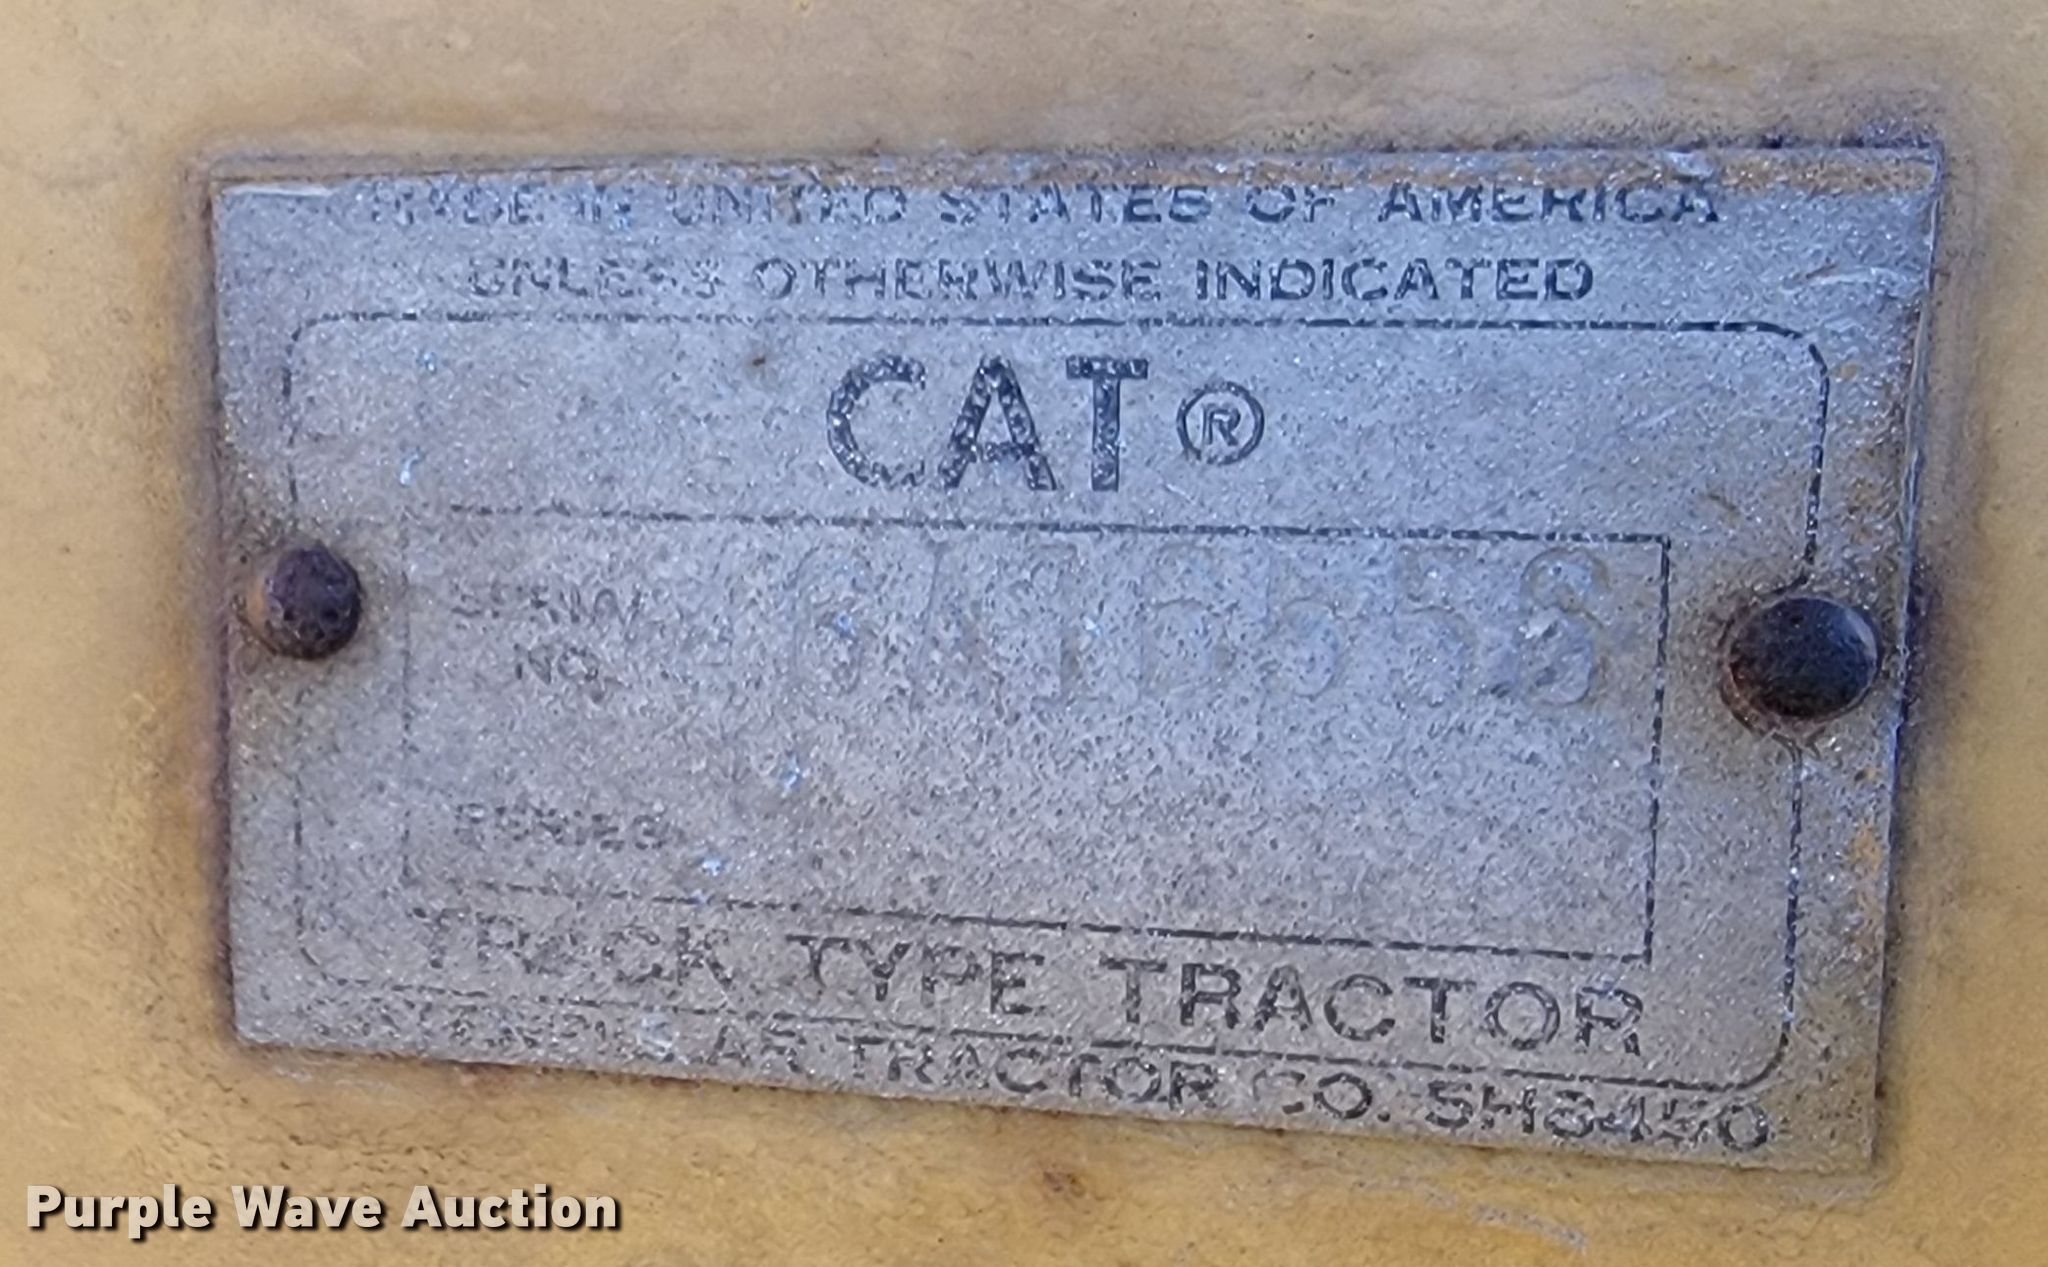 MADE IN UNITED STATES OF AMERICA
UNLESS OTHERWISE INDICATED
CAT ®
SERIAL
NO.
SERIES
TRACK TYPE TRACTOR
CATERPILLAR TRACTOR CO. 5H8450
Purple Wave Auction